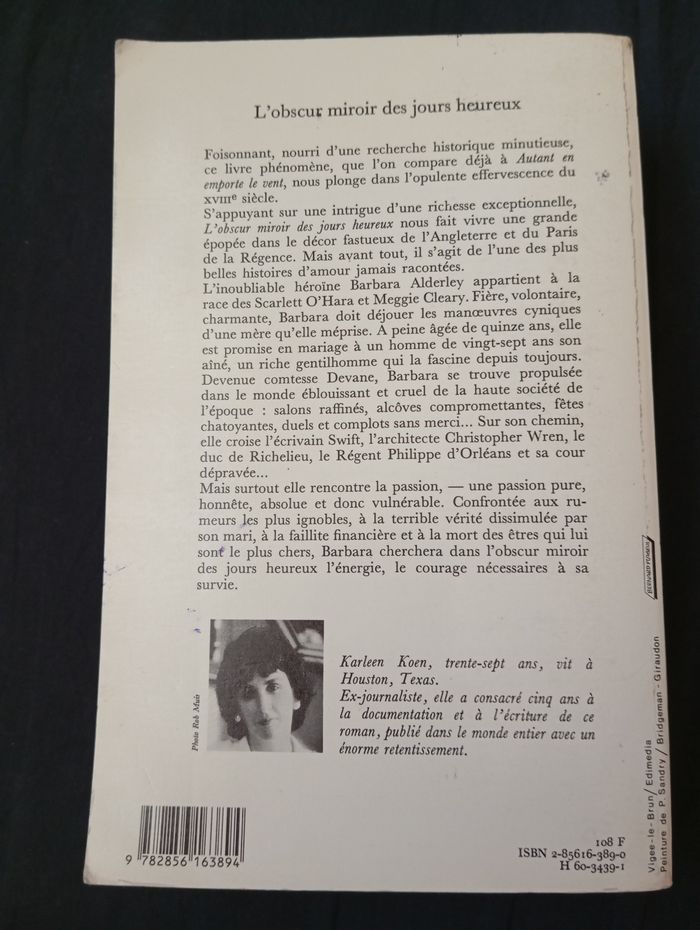 L'obscur miroir des jours heureux
Foisonnant, nourri d'une recherche historique minutieuse,
ce livre phénomène, que l'on compare déjà à Autant en
emporte le vent, nous plonge dans l'opulente effervescence du
XVIIIe siècle.
S'appuyant sur une intrigue d'une richesse exceptionnelle,
L'obscur miroir des jours heureux nous fait vivre une grande
épopée dans le décor fastueux de l'Angleterre et du Paris
de la Régence. Mais avant tout, il s'agit de l'une des plus
belles histoires d'amour jamais racontées.
L'inoubliable héroïne Barbara Alderley appartient à la
race des Scarlett O'Hara et Meggie Cleary. Fière, volontaire,
charmante, Barbara doit déjouer les manœuvres cyniques
d'une mère qu'elle méprise. À peine âgée de quinze ans, elle
est promise en mariage à un homme de vingt-sept ans son
aîné, un riche gentilhomme qui la fascine depuis toujours.
Devenue comtesse Devane, Barbara se trouve propulsée
dans le monde éblouissant et cruel de la haute société de
l'époque : salons raffinés, alcôves compromettantes, fêtes
chatoyantes, duels et complots sans merci... Sur son chemin,
elle croise l'écrivain Swift, l'architecte Christopher Wren, le
duc de Richelieu, le Régent Philippe d'Orléans et sa cour
dépravée...
Mais surtout elle rencontre la passion, — une passion pure,
honnête, absolue et donc vulnérable. Confrontée aux ru-
meurs les plus ignobles, à la terrible vérité dissimulée par
son mari, à la faillite financière et à la mort des êtres qui lui
sont le plus chers, Barbara cherchera dans l'obscur miroir
des jours heureux l'énergie, le courage nécessaires à sa
survie.
Photo Rob Muir
Karleen Koen, trente-sept ans, vit à
Houston, Texas.
Ex-journaliste, elle a consacré cinq ans à
la documentation et à l'écriture de ce
roman, publié dans le monde entier avec un
énorme retentissement.
9 782856 163894
108 F
ISBN 2-85616-389-0
H 60-3439-1
Vigee-le-Brun/ Edimedia
Peinture de P. Sandry/ Bridgeman - Giraudon